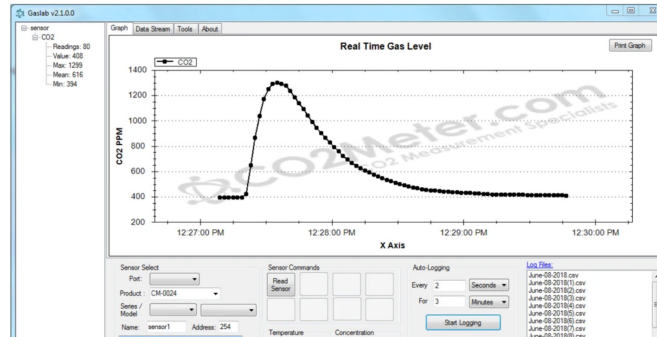 Gaslab v2.1.0.0
sensor
CO2
Readings: 80
Value: 408
Max: 1299
Mean: 616
Min: 394
Graph Data Stream Tools About
Real Time Gas Level
Print Graph
CO2
1400
1200
1000
800
600
400
200
CO2 PPM
CO2Meter.com
CO2 Measurement Specialists
12:27:00 PM 12:28:00 PM 12:29:00 PM 12:30:00 PM
X Axis
Sensor Select
Port:
Product : CM-0024
Series /
Model
Name: sensor1 Address: 254
Sensor Commands
Read
Sensor
Temperature Concentration
Auto-Logging
Every 2 Seconds
For 3 Minutes
Start Logging
Log Files:
June-08-2018.csv
June-08-2018(1).csv
June-08-2018(2).csv
June-08-2018(3).csv
June-08-2018(4).csv
June-08-2018(5).csv
June-08-2018(6).csv
June-08-2018(7).csv
June-08-2018(8).csv